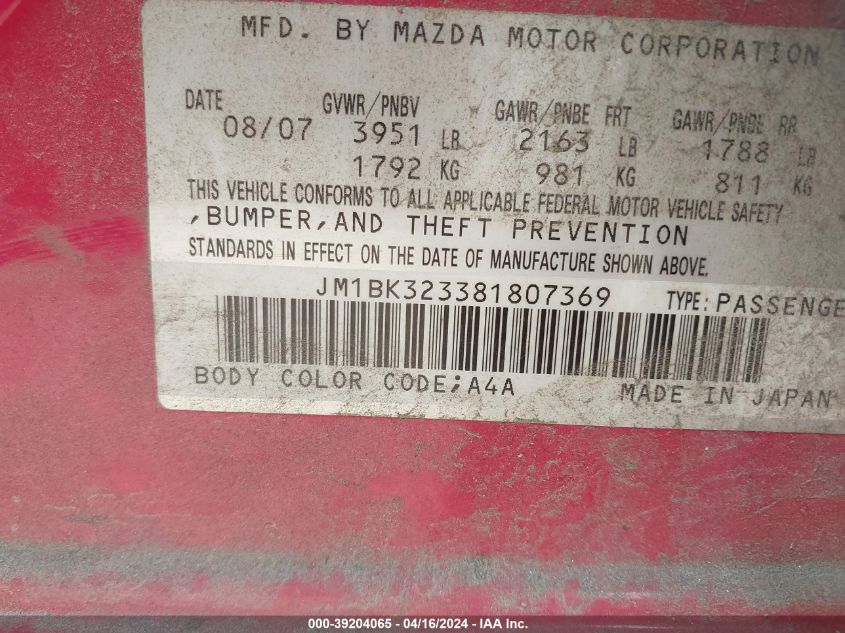 MFD. BY MAZDA MOTOR CORPORATION
DATE GVWR/PNBV GAWR/PNBE FRT GAWR/PNBE RR
08/07 3951 LB 2163 LB 1788 LB
1792 KG 981 KG 811 KG
THIS VEHICLE CONFORMS TO ALL APPLICABLE FEDERAL MOTOR VEHICLE SAFETY
,BUMPER,AND THEFT PREVENTION
STANDARDS IN EFFECT ON THE DATE OF MANUFACTURE SHOWN ABOVE.
JM1BK323381807369 TYPE: PASSENGE
BODY COLOR CODE;A4A MADE IN JAPAN
000-39204065 - 04/16/2024 - IAA Inc.